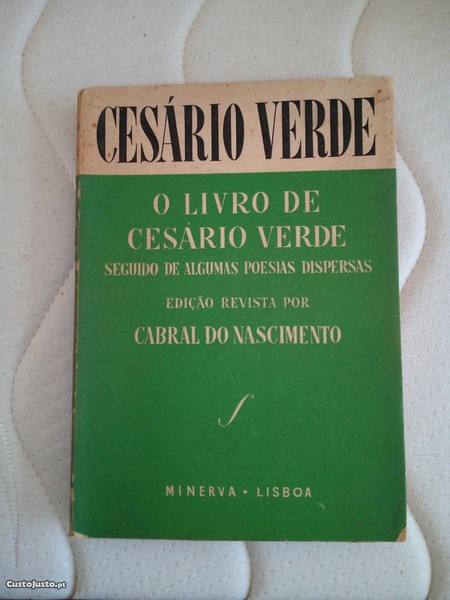 CESÁRIO VERDE
O LIVRO DE
CESÁRIO VERDE
SEGUIDO DE ALGUMAS POESIAS DISPERSAS
EDIÇÃO REVISTA POR
CABRAL DO NASCIMENTO
MINERVA • LISBOA
CustoJusto.pt